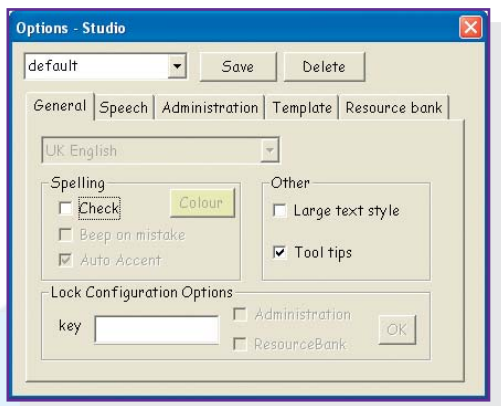 Options - Studio
default Save Delete
General Speech Administration Template Resource bank
UK English
Spelling
Check Colour
Beep on mistake
Auto Accent
Other
Large text style
Tool tips
Lock Configuration Options
key Administration OK
ResourceBank